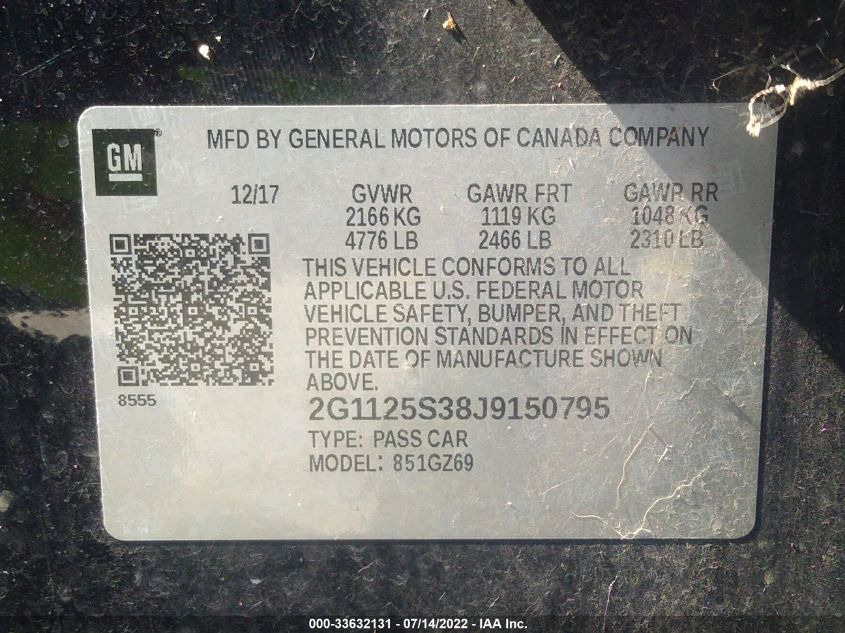 GM®
MFD BY GENERAL MOTORS OF CANADA COMPANY
12/17 GVWR GAWR FRT GAWR RR
2166 KG 1119 KG 1048 KG
4776 LB 2466 LB 2310 LB
THIS VEHICLE CONFORMS TO ALL
APPLICABLE U.S. FEDERAL MOTOR
VEHICLE SAFETY, BUMPER, AND THEFT
PREVENTION STANDARDS IN EFFECT ON
THE DATE OF MANUFACTURE SHOWN
ABOVE.
8555
2G1125S38J9150795
TYPE: PASS CAR
MODEL: 851GZ69
000-33632131 - 07/14/2022 - IAA Inc.